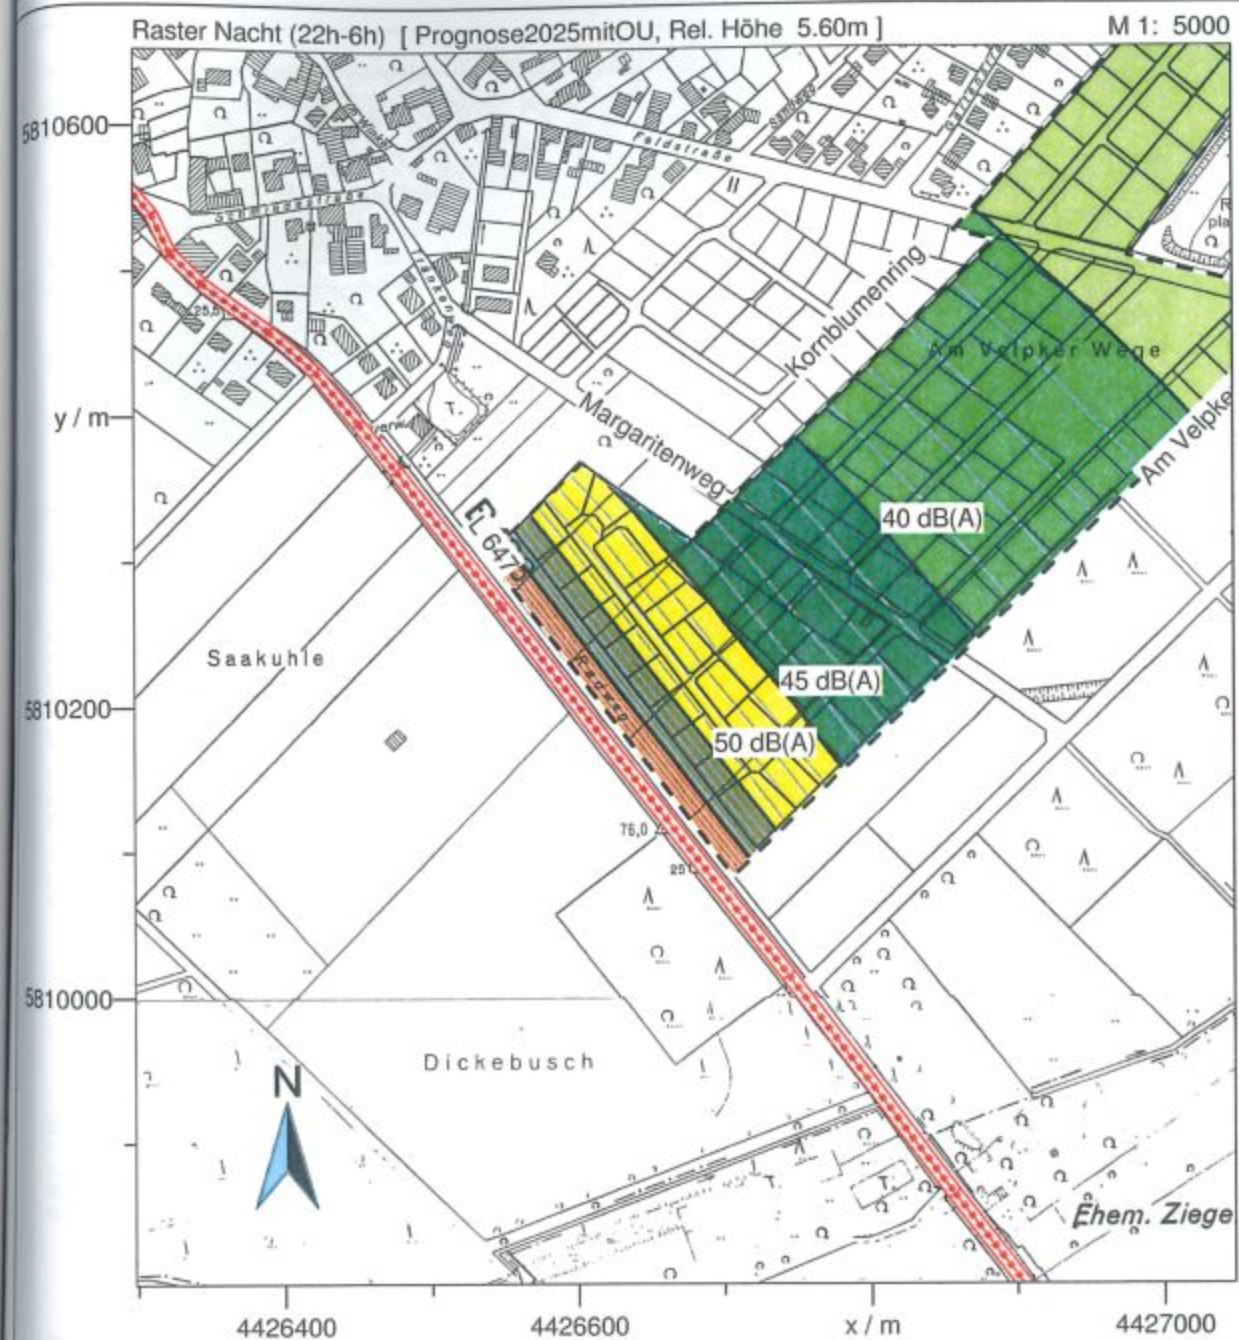 Raster Nacht (22h-6h) [ Prognose2025mitOU, Rel. Höhe 5.60m ]
M 1: 5000
5810600
Feldstraße
Kornblumenring
Am Velpker Wege
y / m
T.
Margaritenweg
Am Velpke
40 dB(A)
L 647
Saakuhle
Radweg
45 dB(A)
5810200
50 dB(A)
76,0
251
5810000
Dickebusch
N
T
T.
Ehem. Ziege
4426400
4426600
x / m
4427000